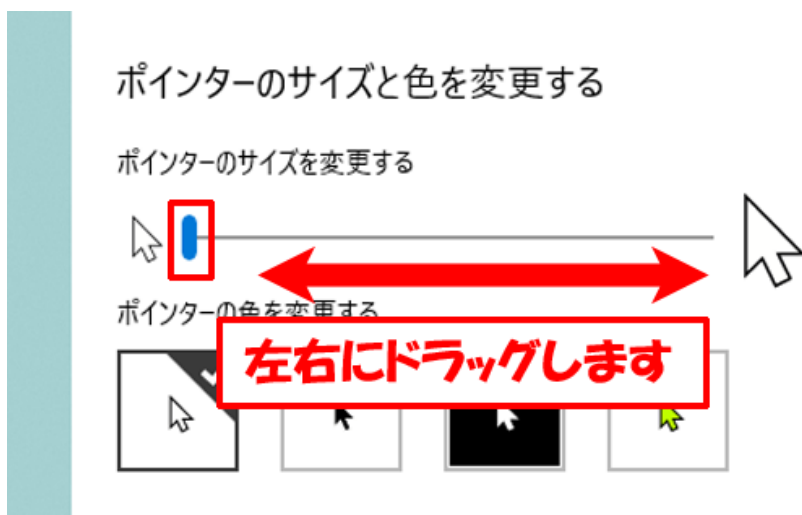 ポインターのサイズと色を変更する
ポインターのサイズを変更する
ポインターの色を変更する
左右にドラッグします